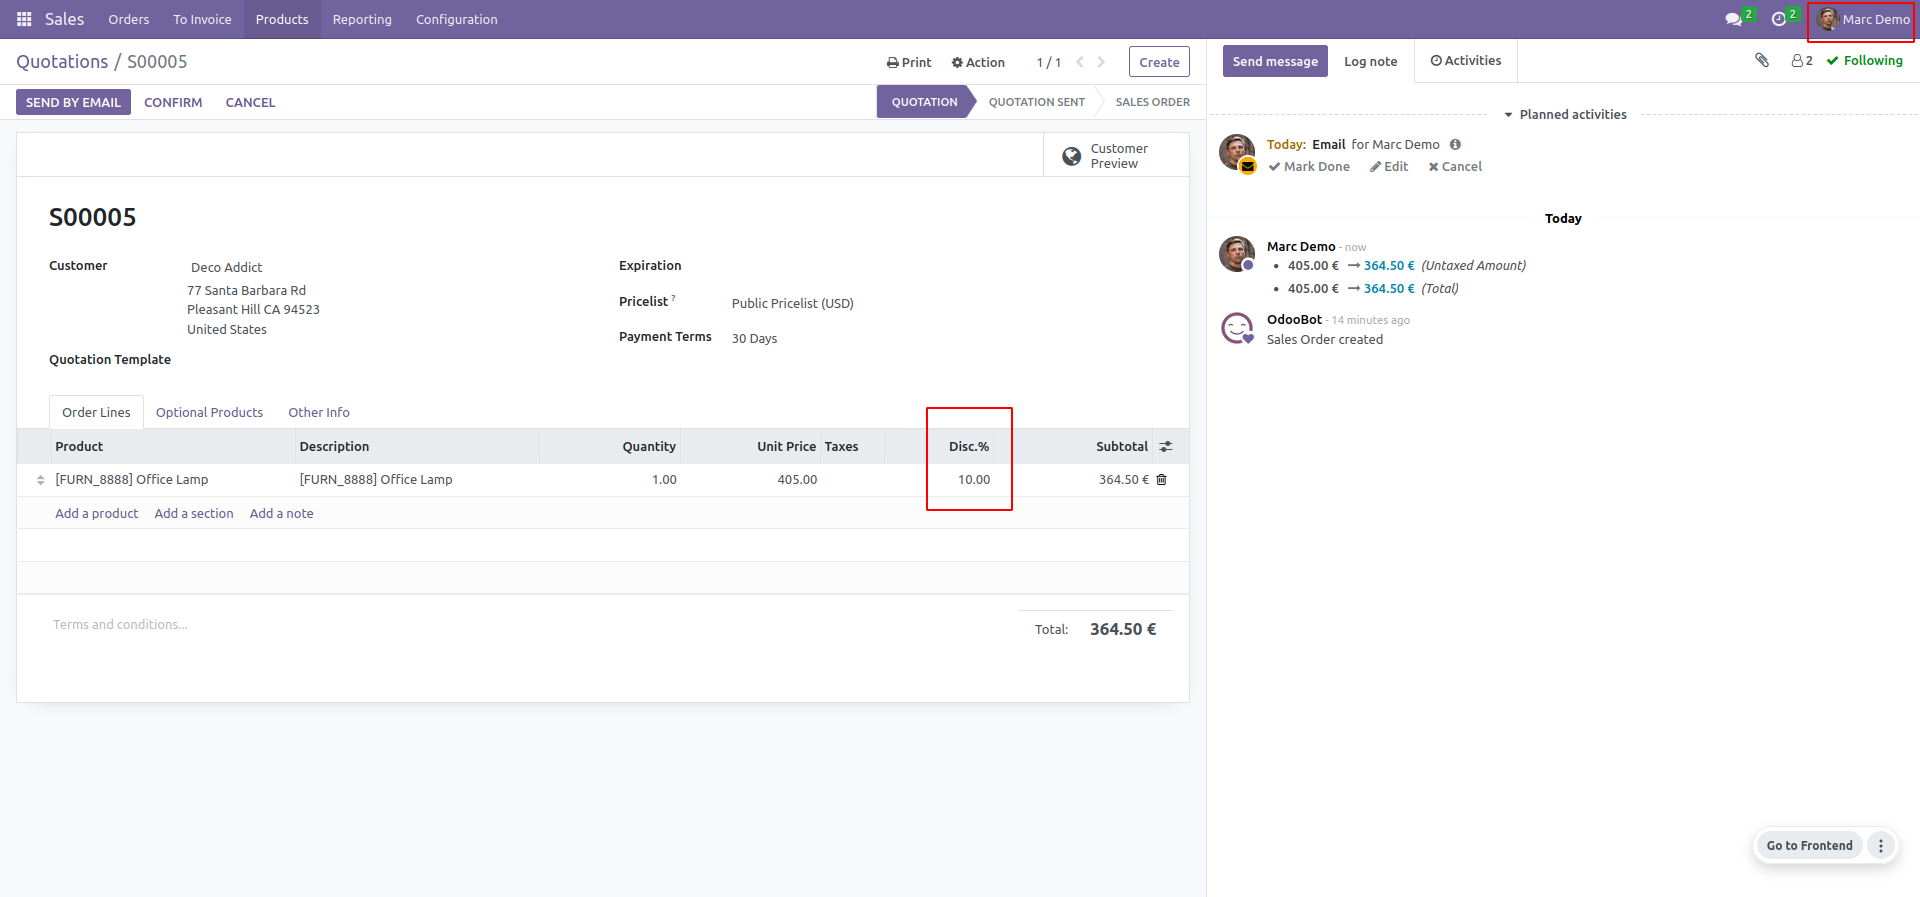 Sales Orders To Invoice Products Reporting Configuration 2 2 Marc Demo
Quotations / S00005 Print Action 1 / 1 Create
SEND BY EMAIL CONFIRM CANCEL QUOTATION QUOTATION SENT SALES ORDER
Customer
Preview
S00005
Customer Deco Addict
77 Santa Barbara Rd
Pleasant Hill CA 94523
United States
Quotation Template
Expiration
Pricelist ? Public Pricelist (USD)
Payment Terms 30 Days
Order Lines Optional Products Other Info
Product Description Quantity Unit Price Taxes Disc.% Subtotal
[FURN_8888] Office Lamp [FURN_8888] Office Lamp 1.00 405.00 10.00 364.50 €
Add a product Add a section Add a note
Terms and conditions...
Total: 364.50 €
Send message Log note Activities 2 Following
Planned activities
Today: Email for Marc Demo
Mark Done Edit Cancel
Today
Marc Demo - now
405.00 € → 364.50 € (Untaxed Amount)
405.00 € → 364.50 € (Total)
OdooBot - 14 minutes ago
Sales Order created
Go to Frontend